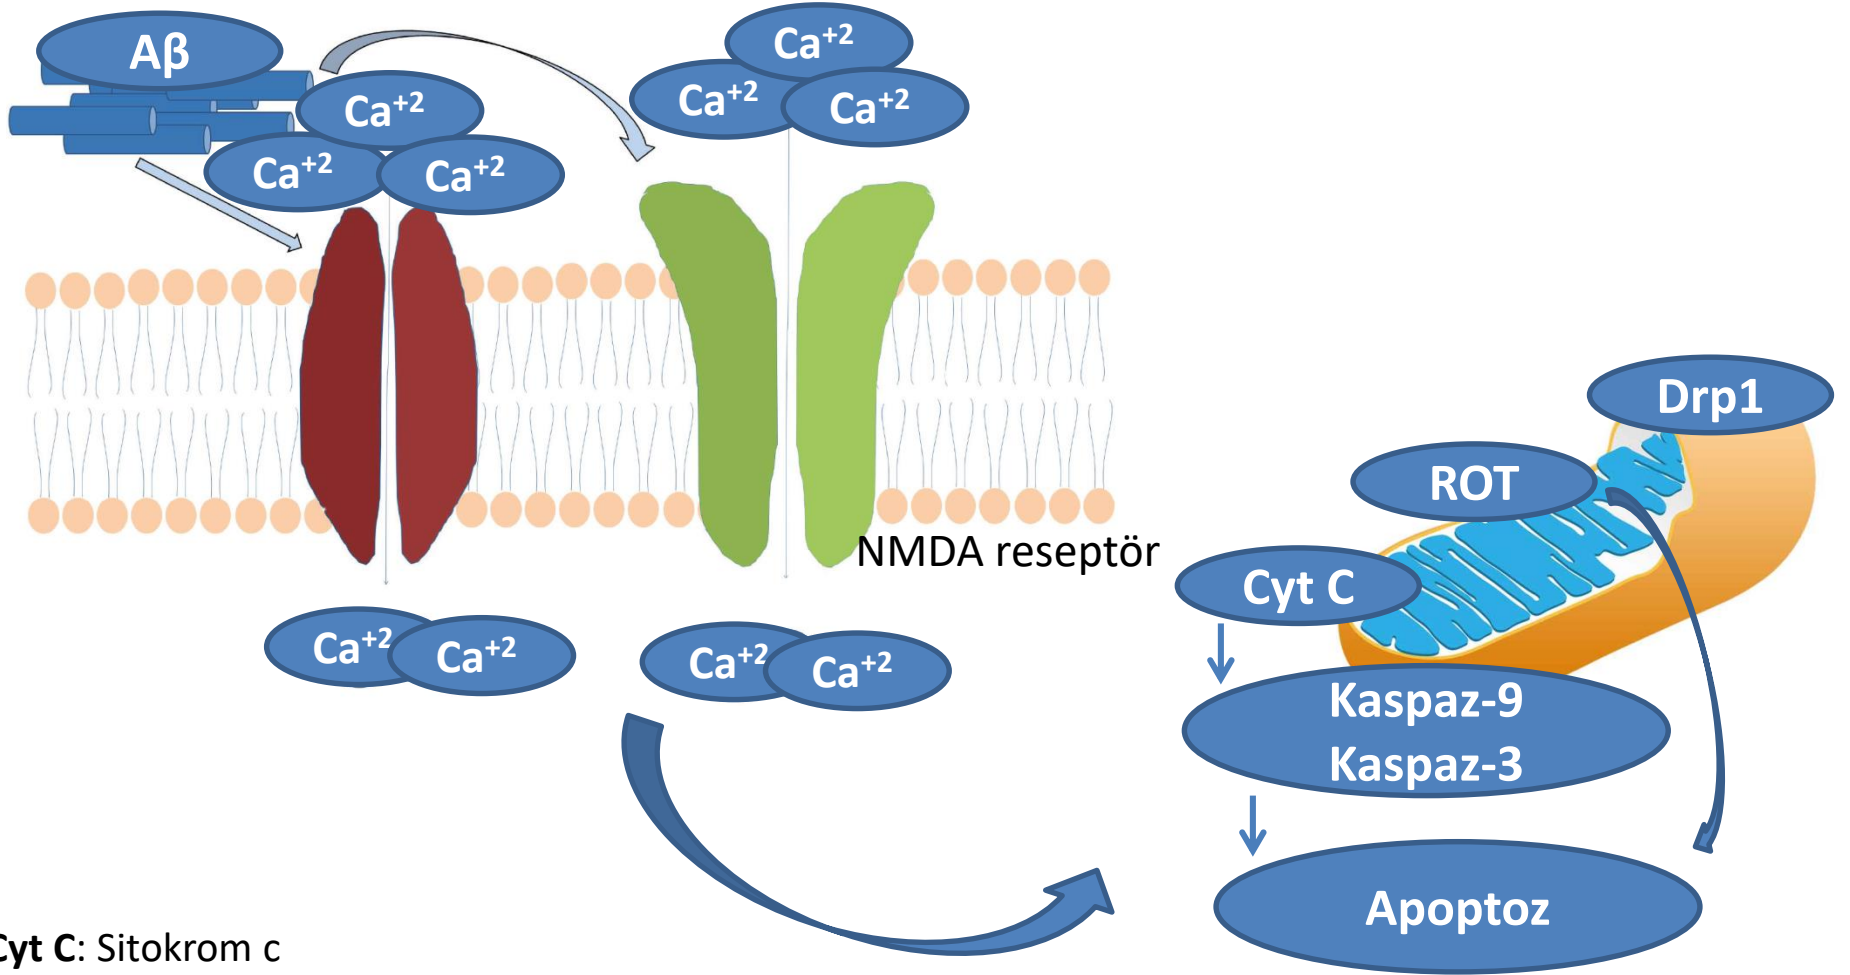 Aβ
Ca+2
Ca+2
Ca+2
Ca+2
Ca+2
Ca+2
NMDA reseptör
Ca+2
Ca+2
Ca+2
Ca+2
Drp1
ROT
Cyt C
Kaspaz-9
Kaspaz-3
Apoptoz
Cyt C: Sitokrom c